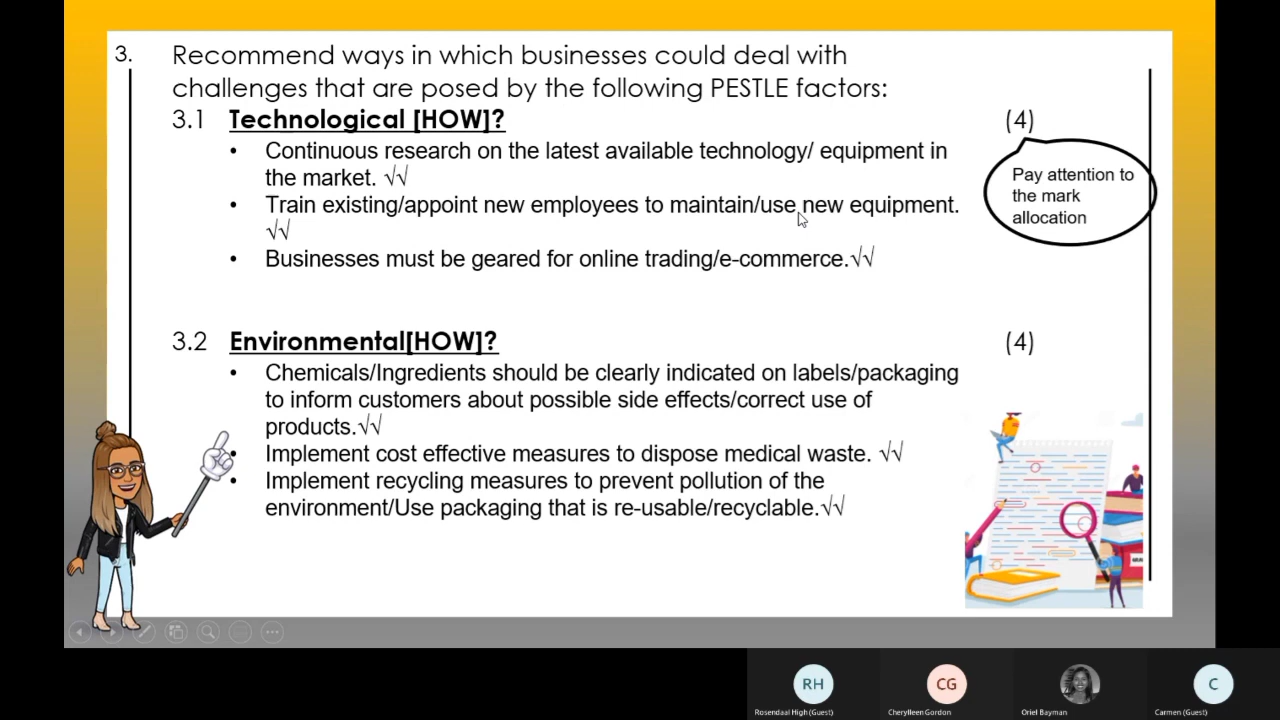 3. Recommend ways in which businesses could deal with
challenges that are posed by the following PESTLE factors:
3.1 Technological [HOW]? (4)
• Continuous research on the latest available technology/ equipment in
the market. √√
• Train existing/appoint new employees to maintain/use new equipment.
√√
• Businesses must be geared for online trading/e-commerce.√√
Pay attention to
the mark
allocation
3.2 Environmental[HOW]? (4)
• Chemicals/Ingredients should be clearly indicated on labels/packaging
to inform customers about possible side effects/correct use of
products.√√
• Implement cost effective measures to dispose medical waste. √√
• Implement recycling measures to prevent pollution of the
environment/Use packaging that is re-usable/recyclable.√√
RH
CG
C
Rosendaal High (Guest)
Cherylleen Gordon
Oriel Bayman
Carmen (Guest)